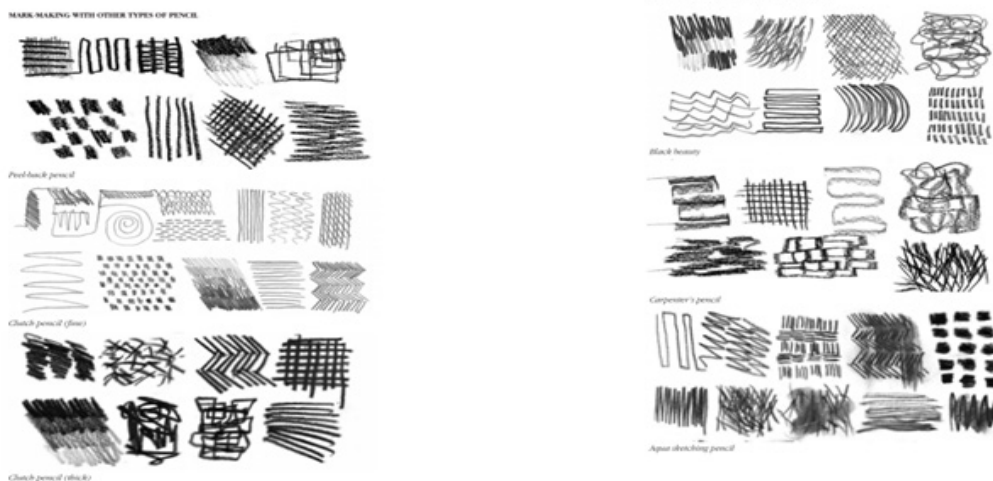 MARK-MAKING WITH OTHER TYPES OF PENCIL
Peel-back pencil
Clutch pencil (fine)
Clutch pencil (thick)
Black beauty
Carpenter's pencil
Aqua sketching pencil